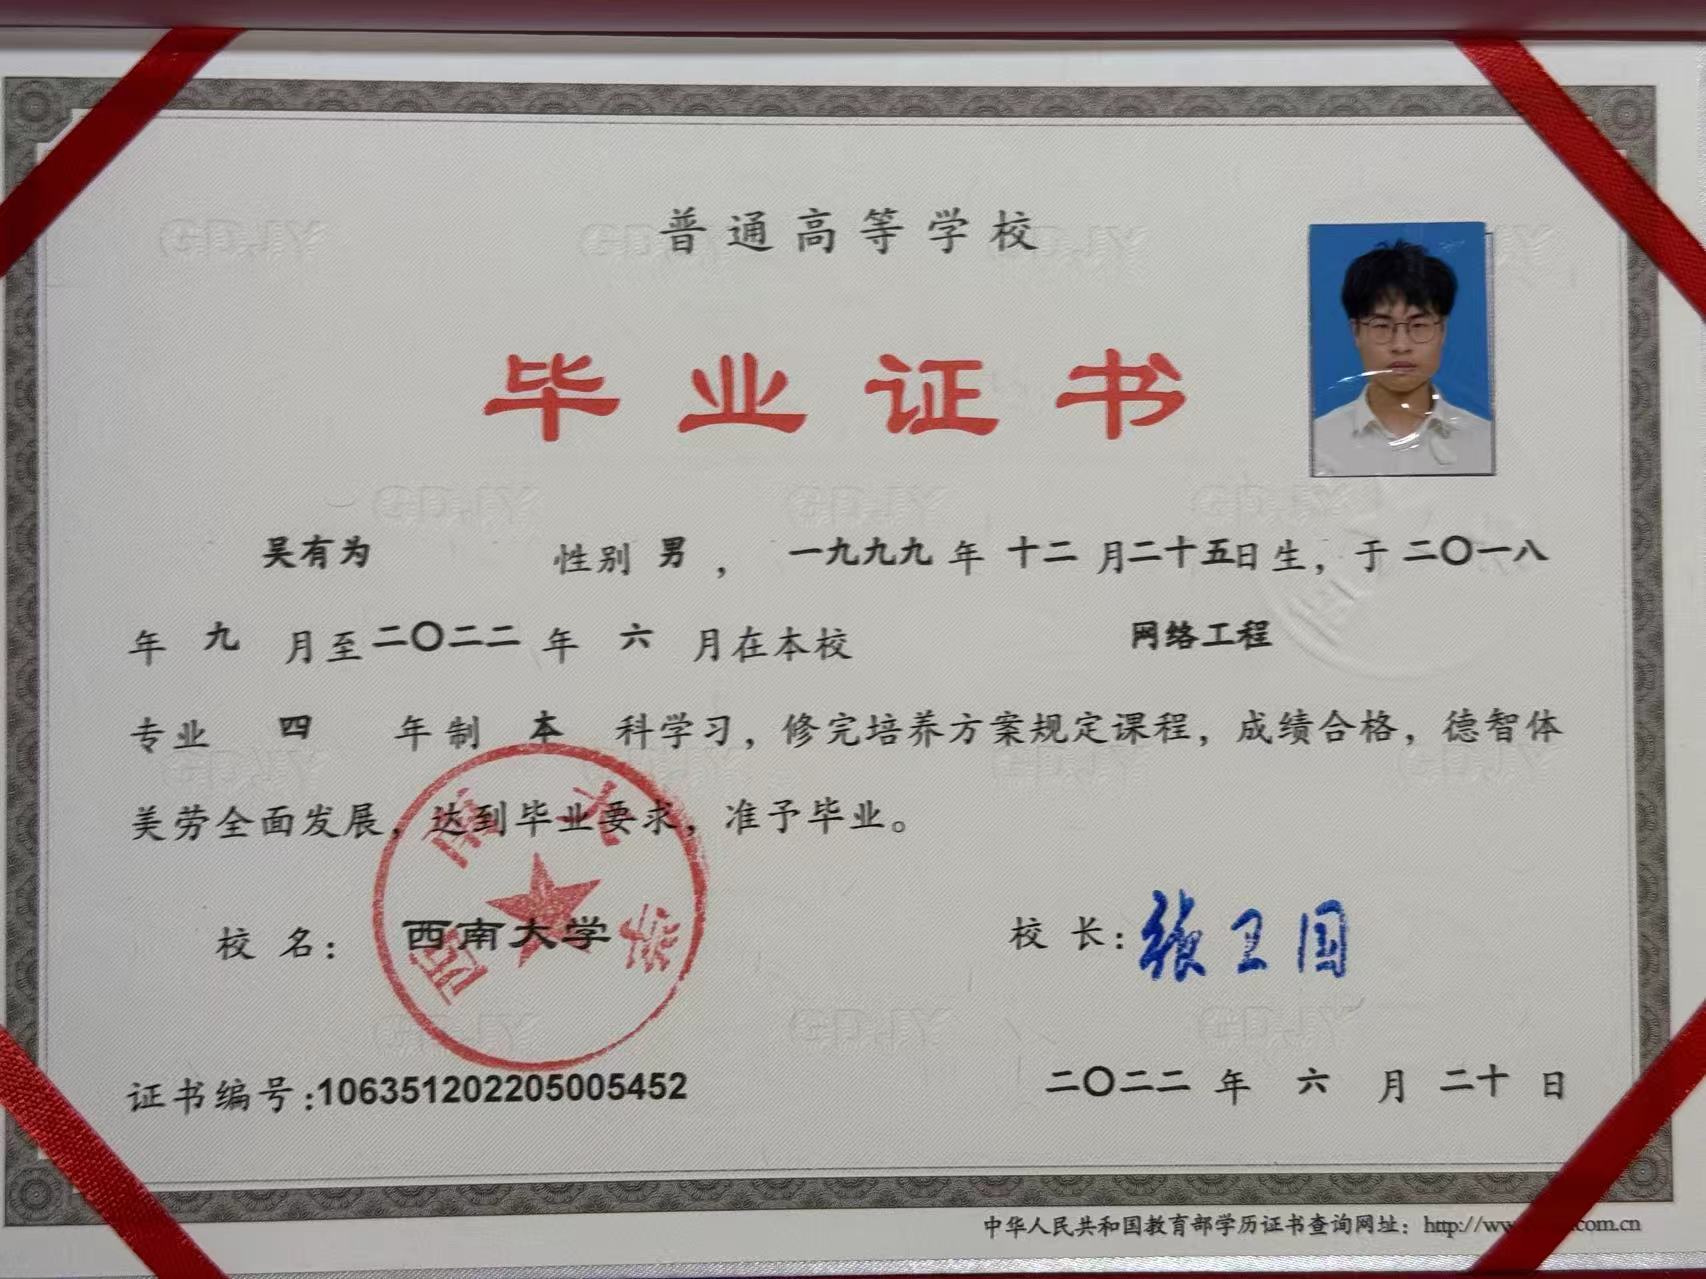 普通高等学校
毕业证书
吴有为 性别 男 ， 一九九九 年 十二 月二十五日生，于 二〇一八
年 九 月至二〇二二 年 六 月在本校 网络工程
专业 四 年制 本 科学习，修完培养方案规定课程，成绩合格，德智体
美劳全面发展，达到毕业要求，准予毕业。
西南大学
校 名： 西南大学
校 长：张卫国
证书编号：106351202205005452
二〇二二 年 六 月 二十 日
中华人民共和国教育部学历证书查询网址：http://ww .com.cn